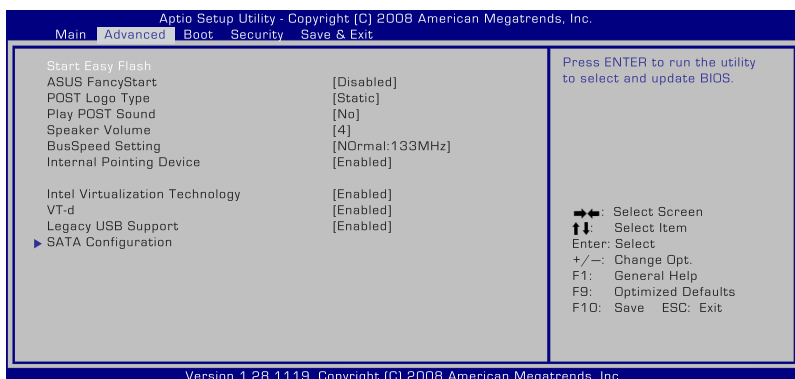 Aptio Setup Utility - Copyright (C) 2008 American Megatrends, Inc.
Main Advanced Boot Security Save & Exit
Start Easy Flash
ASUS FancyStart [Disabled]
POST Logo Type [Static]
Play POST Sound [No]
Speaker Volume [4]
BusSpeed Setting [NOrmal:133MHz]
Internal Pointing Device [Enabled]
Intel Virtualization Technology [Enabled]
VT-d [Enabled]
Legacy USB Support [Enabled]
SATA Configuration
Press ENTER to run the utility
to select and update BIOS.
→←: Select Screen
↑↓: Select Item
Enter: Select
+/—: Change Opt.
F1: General Help
F9: Optimized Defaults
F10: Save ESC: Exit
Version 1.28.1119. Copyright (C) 2008 American Megatrends, Inc.